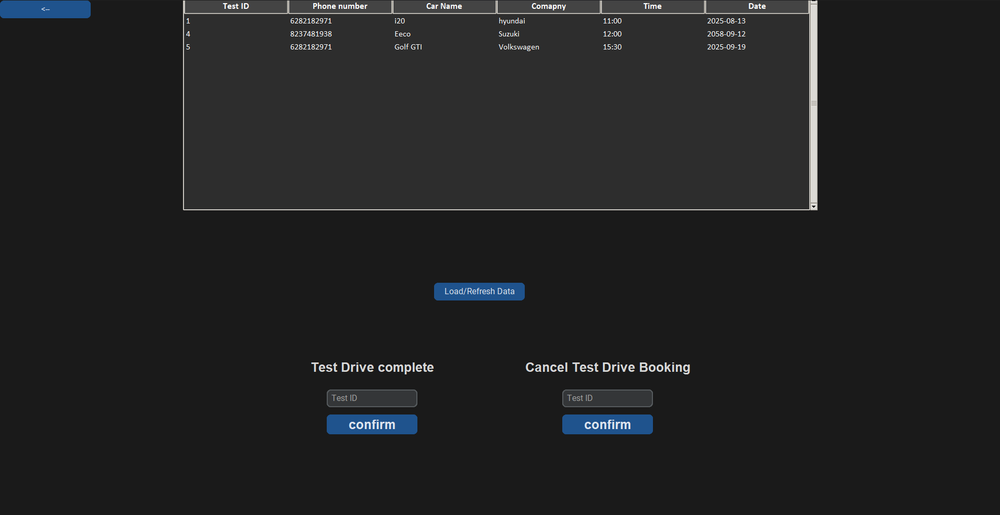 <--
Test ID Phone number Car Name Comapny Time Date
1 6282182971 i20 hyundai 11:00 2025-08-13
4 8237481938 Eeco Suzuki 12:00 2058-09-12
5 6282182971 Golf GTI Volkswagen 15:30 2025-09-19
Load/Refresh Data
Test Drive complete Cancel Test Drive Booking
Test ID Test ID
confirm confirm